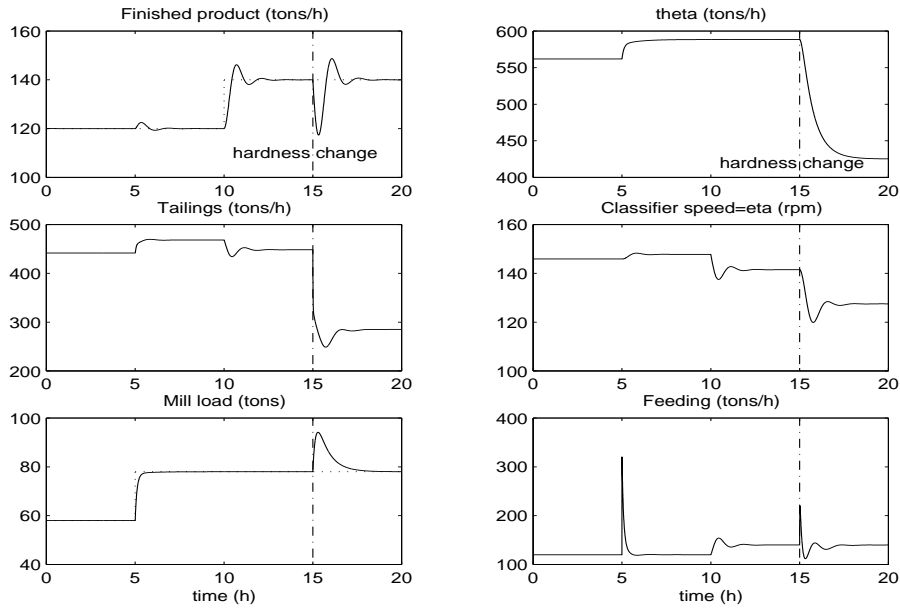 Finished product (tons/h)
160
140
120
100
0 5 10 15 20
hardness change
theta (tons/h)
600
550
500
450
400
0 5 10 15 20
hardness change
Tailings (tons/h)
500
400
300
200
0 5 10 15 20
Classifier speed=eta (rpm)
160
140
120
100
0 5 10 15 20
Mill load (tons)
100
80
60
40
0 5 10 15 20
time (h)
Feeding (tons/h)
400
300
200
100
0 5 10 15 20
time (h)